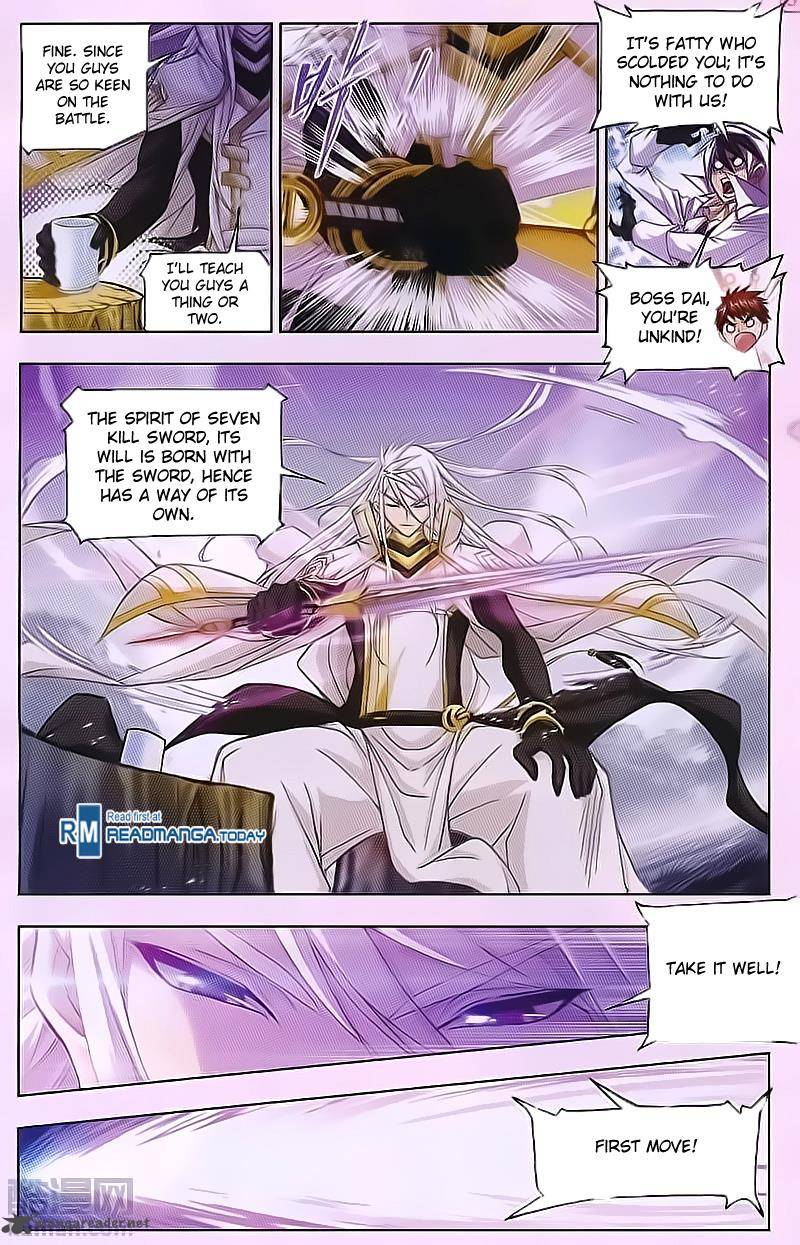 FINE. SINCE
YOU GUYS
ARE SO KEEN
ON THE
BATTLE.
I'LL TEACH
YOU GUYS A
THING OR
TWO.
IT'S FATTY WHO
SCOLDED YOU; IT'S
NOTHING TO DO
WITH US!
BOSS DAI,
YOU'RE
UNKIND!
THE SPIRIT OF SEVEN
KILL SWORD, ITS
WILL IS BORN WITH
THE SWORD, HENCE
HAS A WAY OF ITS
OWN.
RM Read first at
READMANGA.TODAY
TAKE IT WELL!
FIRST MOVE!
漫网
mangareader.net